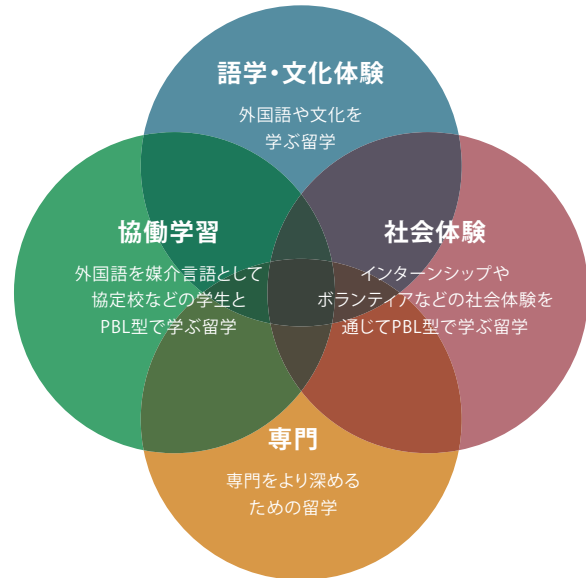 語学・文化体験
外国語や文化を
学ぶ留学
協働学習
外国語を媒介言語として
協定校などの学生と
PBL型で学ぶ留学
社会体験
インターンシップや
ボランティアなどの社会体験を
通じてPBL型で学ぶ留学
専門
専門をより深める
ための留学